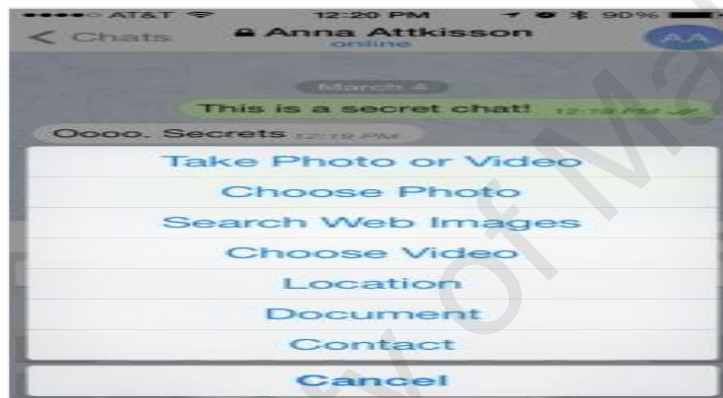 AT&T 12:20 PM 90%
Chats Anna Attkisson AA
online
March 4
This is a secret chat! 12:19 PM
Oooo. Secrets 12:19 PM
Take Photo or Video
Choose Photo
Search Web Images
Choose Video
Location
Document
Contact
Cancel